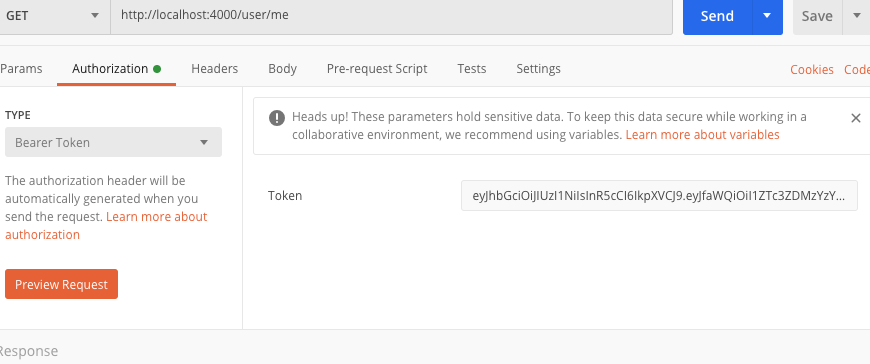 GET http://localhost:4000/user/me Send Save
Params Authorization Headers Body Pre-request Script Tests Settings Cookies Code
TYPE
Bearer Token
The authorization header will be
automatically generated when you
send the request. Learn more about
authorization
Preview Request
Heads up! These parameters hold sensitive data. To keep this data secure while working in a
collaborative environment, we recommend using variables. Learn more about variables
Token eyJhbGciOiJIUzI1NiIsInR5cCI6IkpXVCJ9.eyJfaWQiOiI1ZTc3ZDMzYzY...
Response